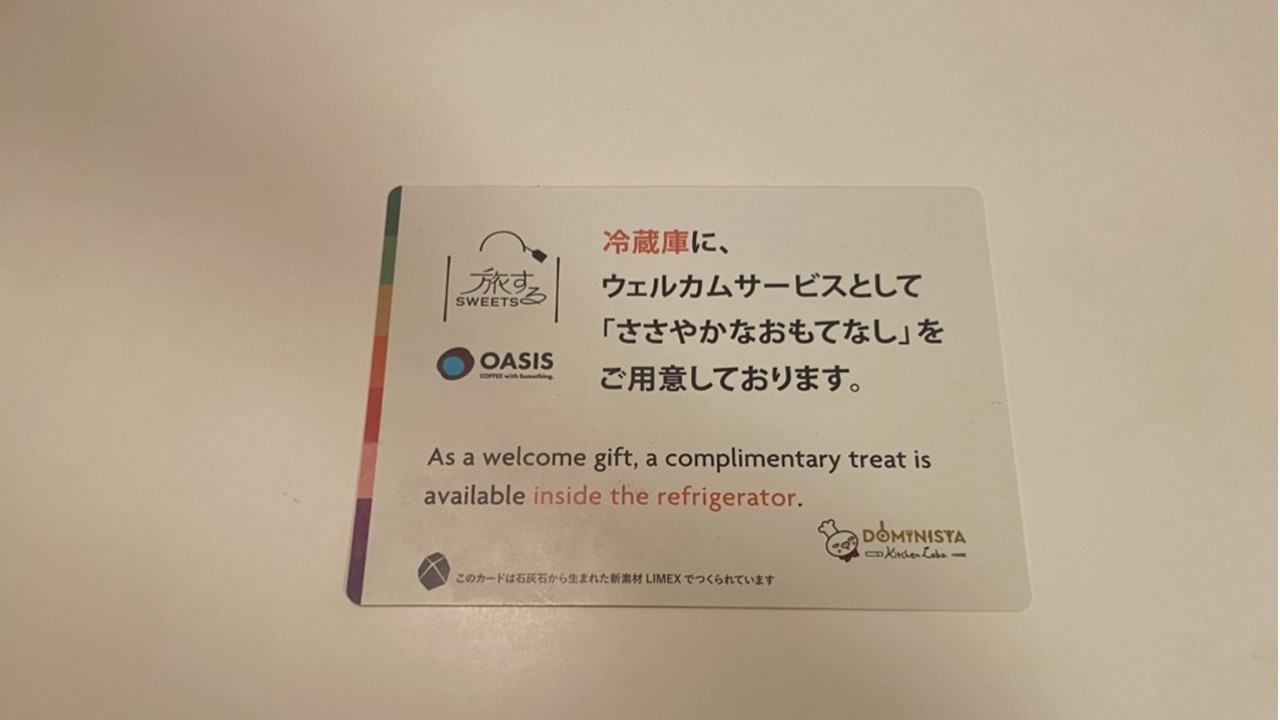 旅する
SWEETS
OASIS
COFFEE with Something.
冷蔵庫に、
ウェルカムサービスとして
「ささやかなおもてなし」を
ご用意しております。
As a welcome gift, a complimentary treat is
available inside the refrigerator.
DOMINISTA
Kitchen Labo.
このカードは石灰石から生まれた新素材 LIMEX でつくられています